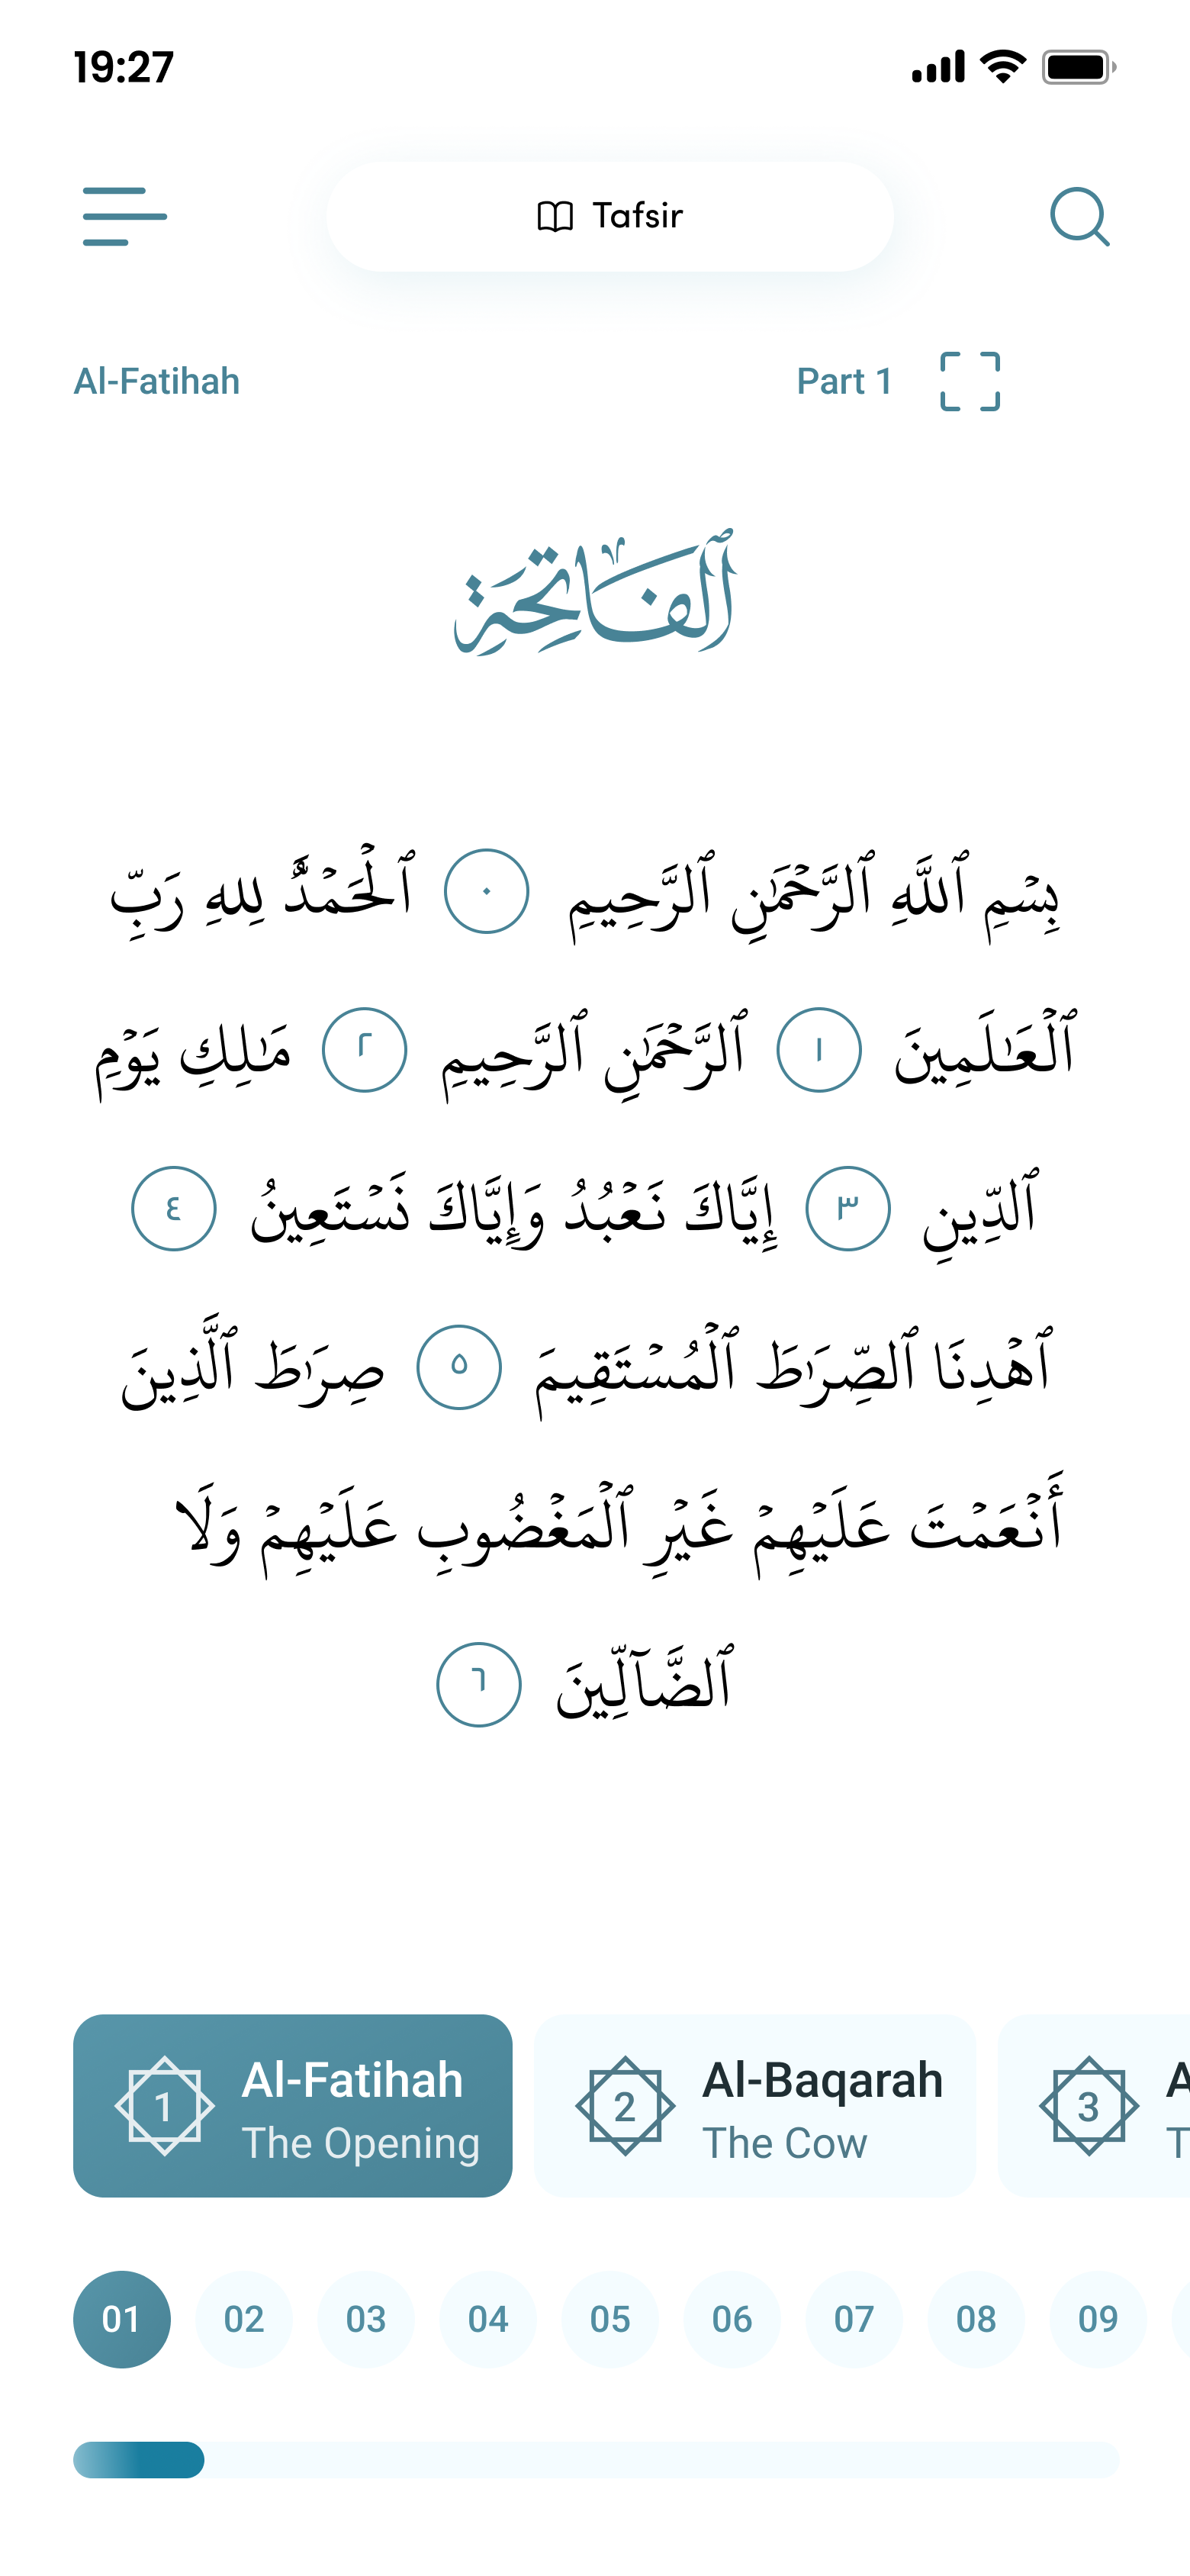 19:27
Tafsir
Al-Fatihah
Part 1
ٱلْفَاتِحَةِ
بِسْمِ ٱللَّهِ ٱلرَّحْمَٰنِ ٱلرَّحِيمِ ٠ ٱلْحَمْدُ لِلهِ رَبِّ
ٱلْعَٰلَمِينَ ١ ٱلرَّحْمَٰنِ ٱلرَّحِيمِ ٢ مَٰلِكِ يَوْمِ
ٱلدِّينِ ٣ إِيَّاكَ نَعْبُدُ وَإِيَّاكَ نَسْتَعِينُ ٤
ٱهْدِنَا ٱلصِّرَٰطَ ٱلْمُسْتَقِيمَ ٥ صِرَٰطَ ٱلَّذِينَ
أَنْعَمْتَ عَلَيْهِمْ غَيْرِ ٱلْمَغْضُوبِ عَلَيْهِمْ وَلَا
ٱلضَّآلِّينَ ٦
1 Al-Fatihah
The Opening
2 Al-Baqarah
The Cow
3
01 02 03 04 05 06 07 08 09